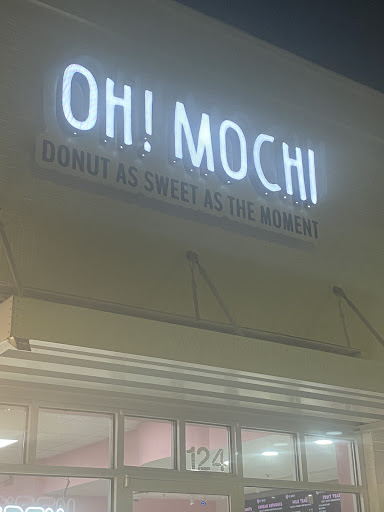 OH! MOCHI
DONUT AS SWEET AS THE MOMENT
124